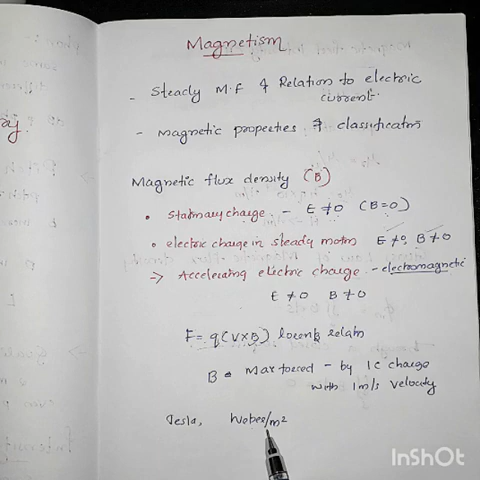 Magnetism
- Steady M.F & Relation to electric
current.
- magnetic properties & classification
Magnetic flux density (B)
• Stationary charge - E ≠ 0 (B=0)
• electric charge in steady motion E ≠ 0, B ≠ 0
→ Accelerating electric charge - electromagnetic
E ≠ 0 B ≠ 0
F = q(V×B) lorentz relation
B Max force - by 1C charge
with 1m/s velocity
Tesla, Weber/m²
InShOt